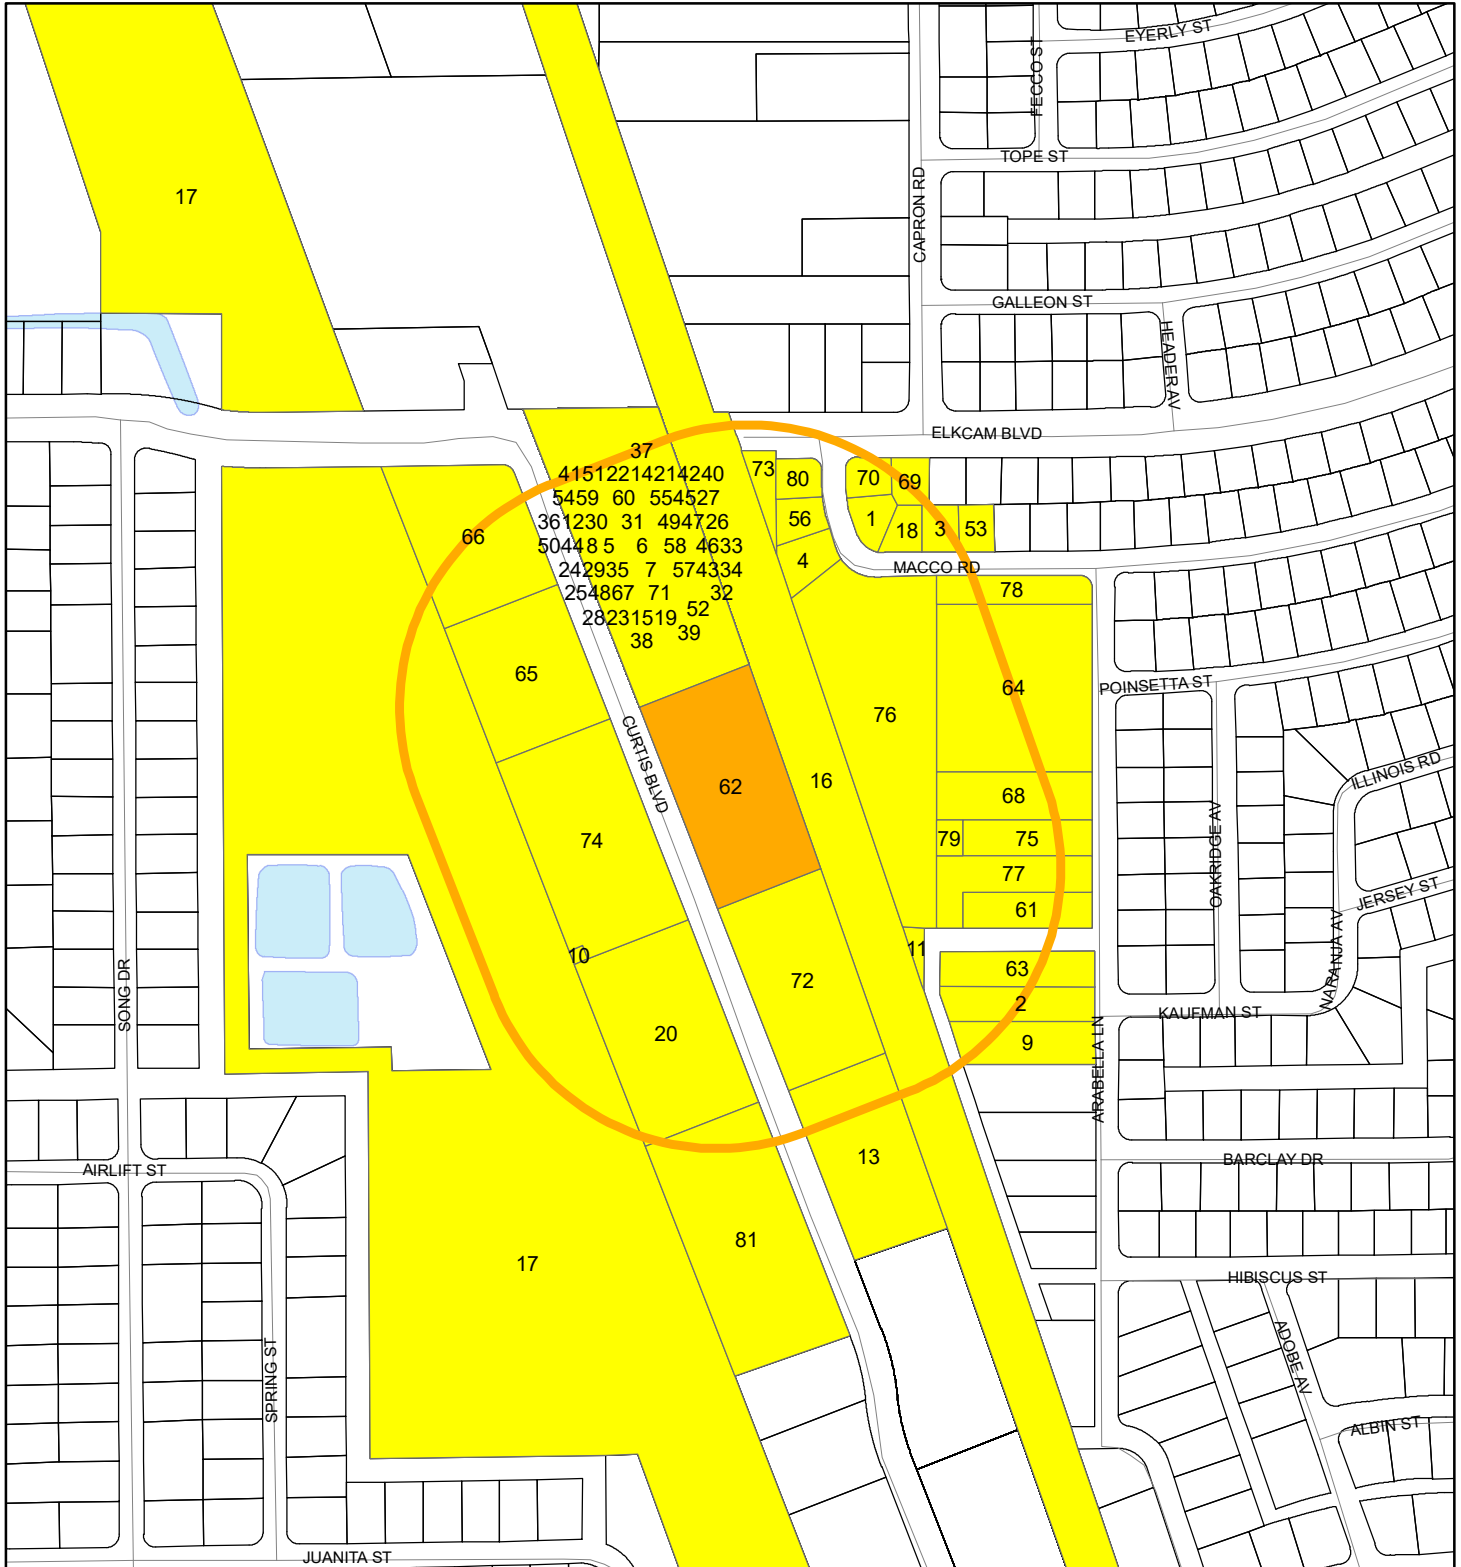 EYERLY ST
FECCO ST
TOPE ST
CAPRON RD
17
GALLEON ST
HEADER AV
ELKCAM BLVD
37
41512214214240
5459 60 554527
361230 31 494726
50448 5 6 58 4633
242935 7 574334
254867 71 32
28231519 52
38 39
73
80
70
69
66
56
1
18
3
53
4
MACCO RD
78
65
64
POINSETTA ST
76
CURTIS BLVD
62
16
68
ILLINOIS RD
74
79
75
OAKRIDGE AV
77
61
JERSEY ST
10
11
63
72
NARANJA AV
SONG DR
2
KAUFMAN ST
20
9
ARABELLA LN
13
BARCLAY DR
AIRLIFT ST
81
17
HIBISCUS ST
ADOBE AV
SPRING ST
ALBIN ST
JUANITA ST